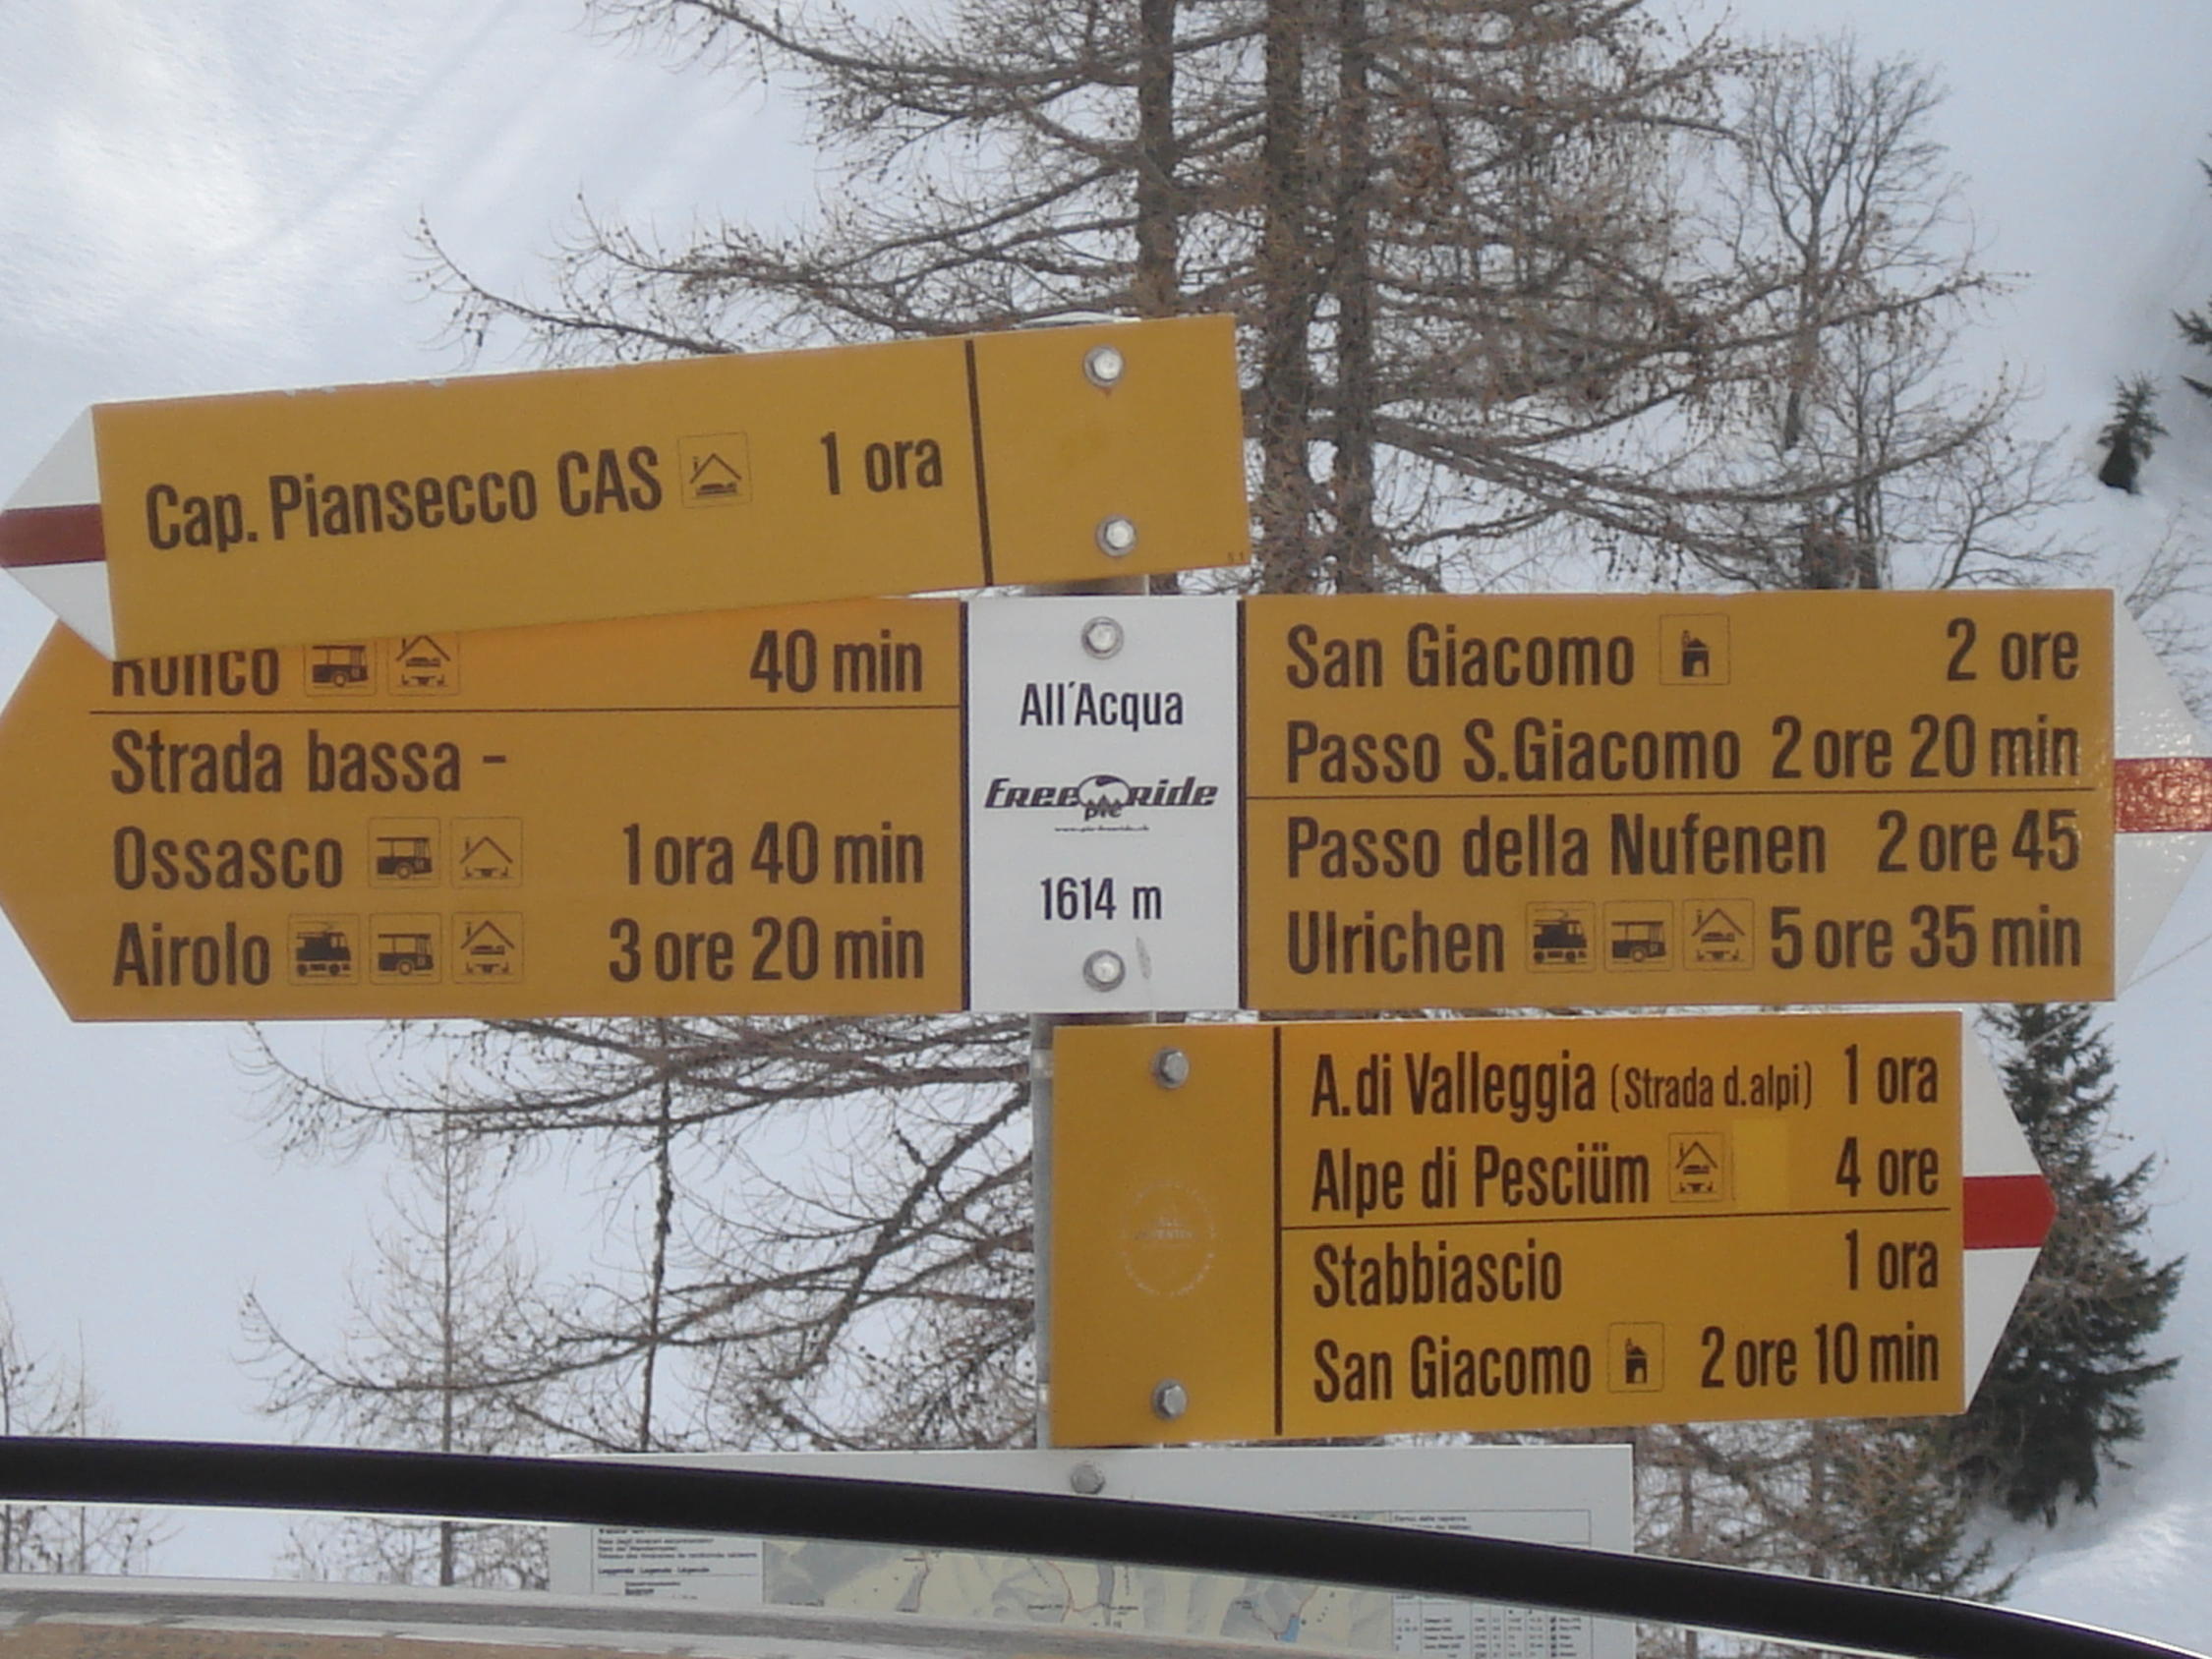 Cap. Piansecco CAS 1 ora
Ronco 40 min
Strada bassa -
Ossasco 1 ora 40 min
Airolo 3 ore 20 min
All'Acqua
Freeride
pic
1614 m
San Giacomo 2 ore
Passo S.Giacomo 2 ore 20 min
Passo della Nufenen 2 ore 45
Ulrichen 5 ore 35 min
A.di Valleggia (Strada d.alpi) 1 ora
Alpe di Pesciüm 4 ore
Stabbiascio 1 ora
San Giacomo 2 ore 10 min